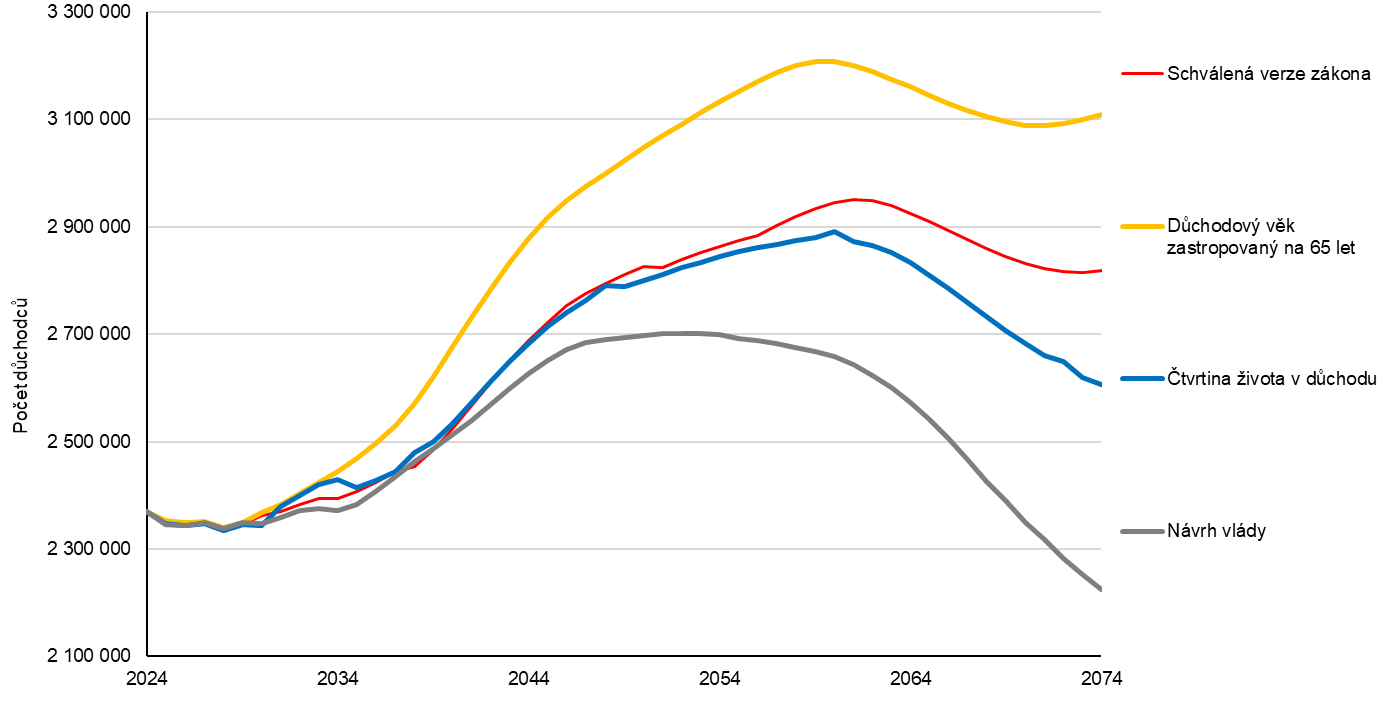 3 300 000
3 100 000
2 900 000
2 700 000
2 500 000
2 300 000
2 100 000
Počet důchodců
2024
2034
2044
2054
2064
2074
Schválená verze zákona
Důchodový věk
zastropovaný na 65 let
Čtvrtina života v důchodu
Návrh vlády